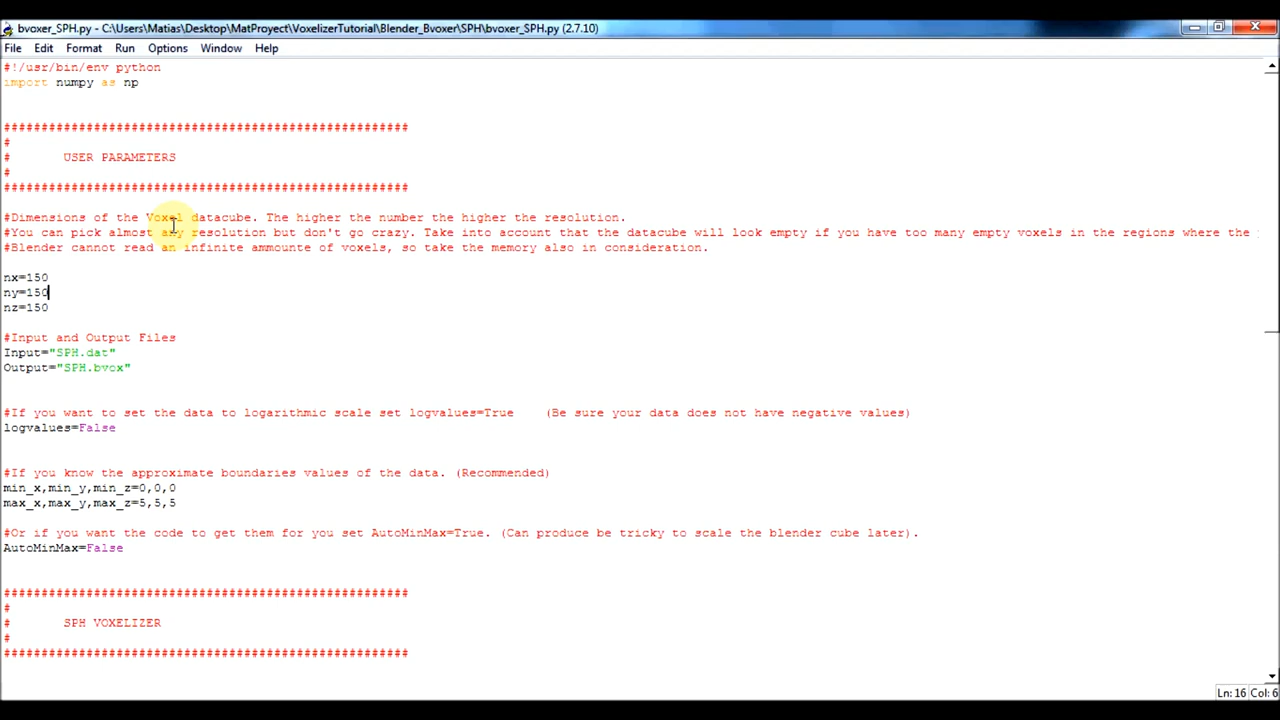 bvoxer_SPH.py - C:\Users\Matias\Desktop\MatProyect\VoxelizerTutorial\Blender_Bvoxer\SPH\bvoxer_SPH.py (2.7.10)
File Edit Format Run Options Window Help
#!/usr/bin/env python
import numpy as np
######################################################
#
# USER PARAMETERS
#
######################################################
#Dimensions of the Voxel datacube. The higher the number the higher the resolution.
#You can pick almost any resolution but don't go crazy. Take into account that the datacube will look empty if you have too many empty voxels in the regions where the
#Blender cannot read an infinite ammounte of voxels, so take the memory also in consideration.
nx=150
ny=150
nz=150
#Input and Output Files
Input="SPH.dat"
Output="SPH.bvox"
#If you want to set the data to logarithmic scale set logvalues=True (Be sure your data does not have negative values)
logvalues=False
#If you know the approximate boundaries values of the data. (Recommended)
min_x,min_y,min_z=0,0,0
max_x,max_y,max_z=5,5,5
#Or if you want the code to get them for you set AutoMinMax=True. (Can produce be tricky to scale the blender cube later).
AutoMinMax=False
######################################################
#
# SPH VOXELIZER
#
######################################################
Ln: 16 Col: 6